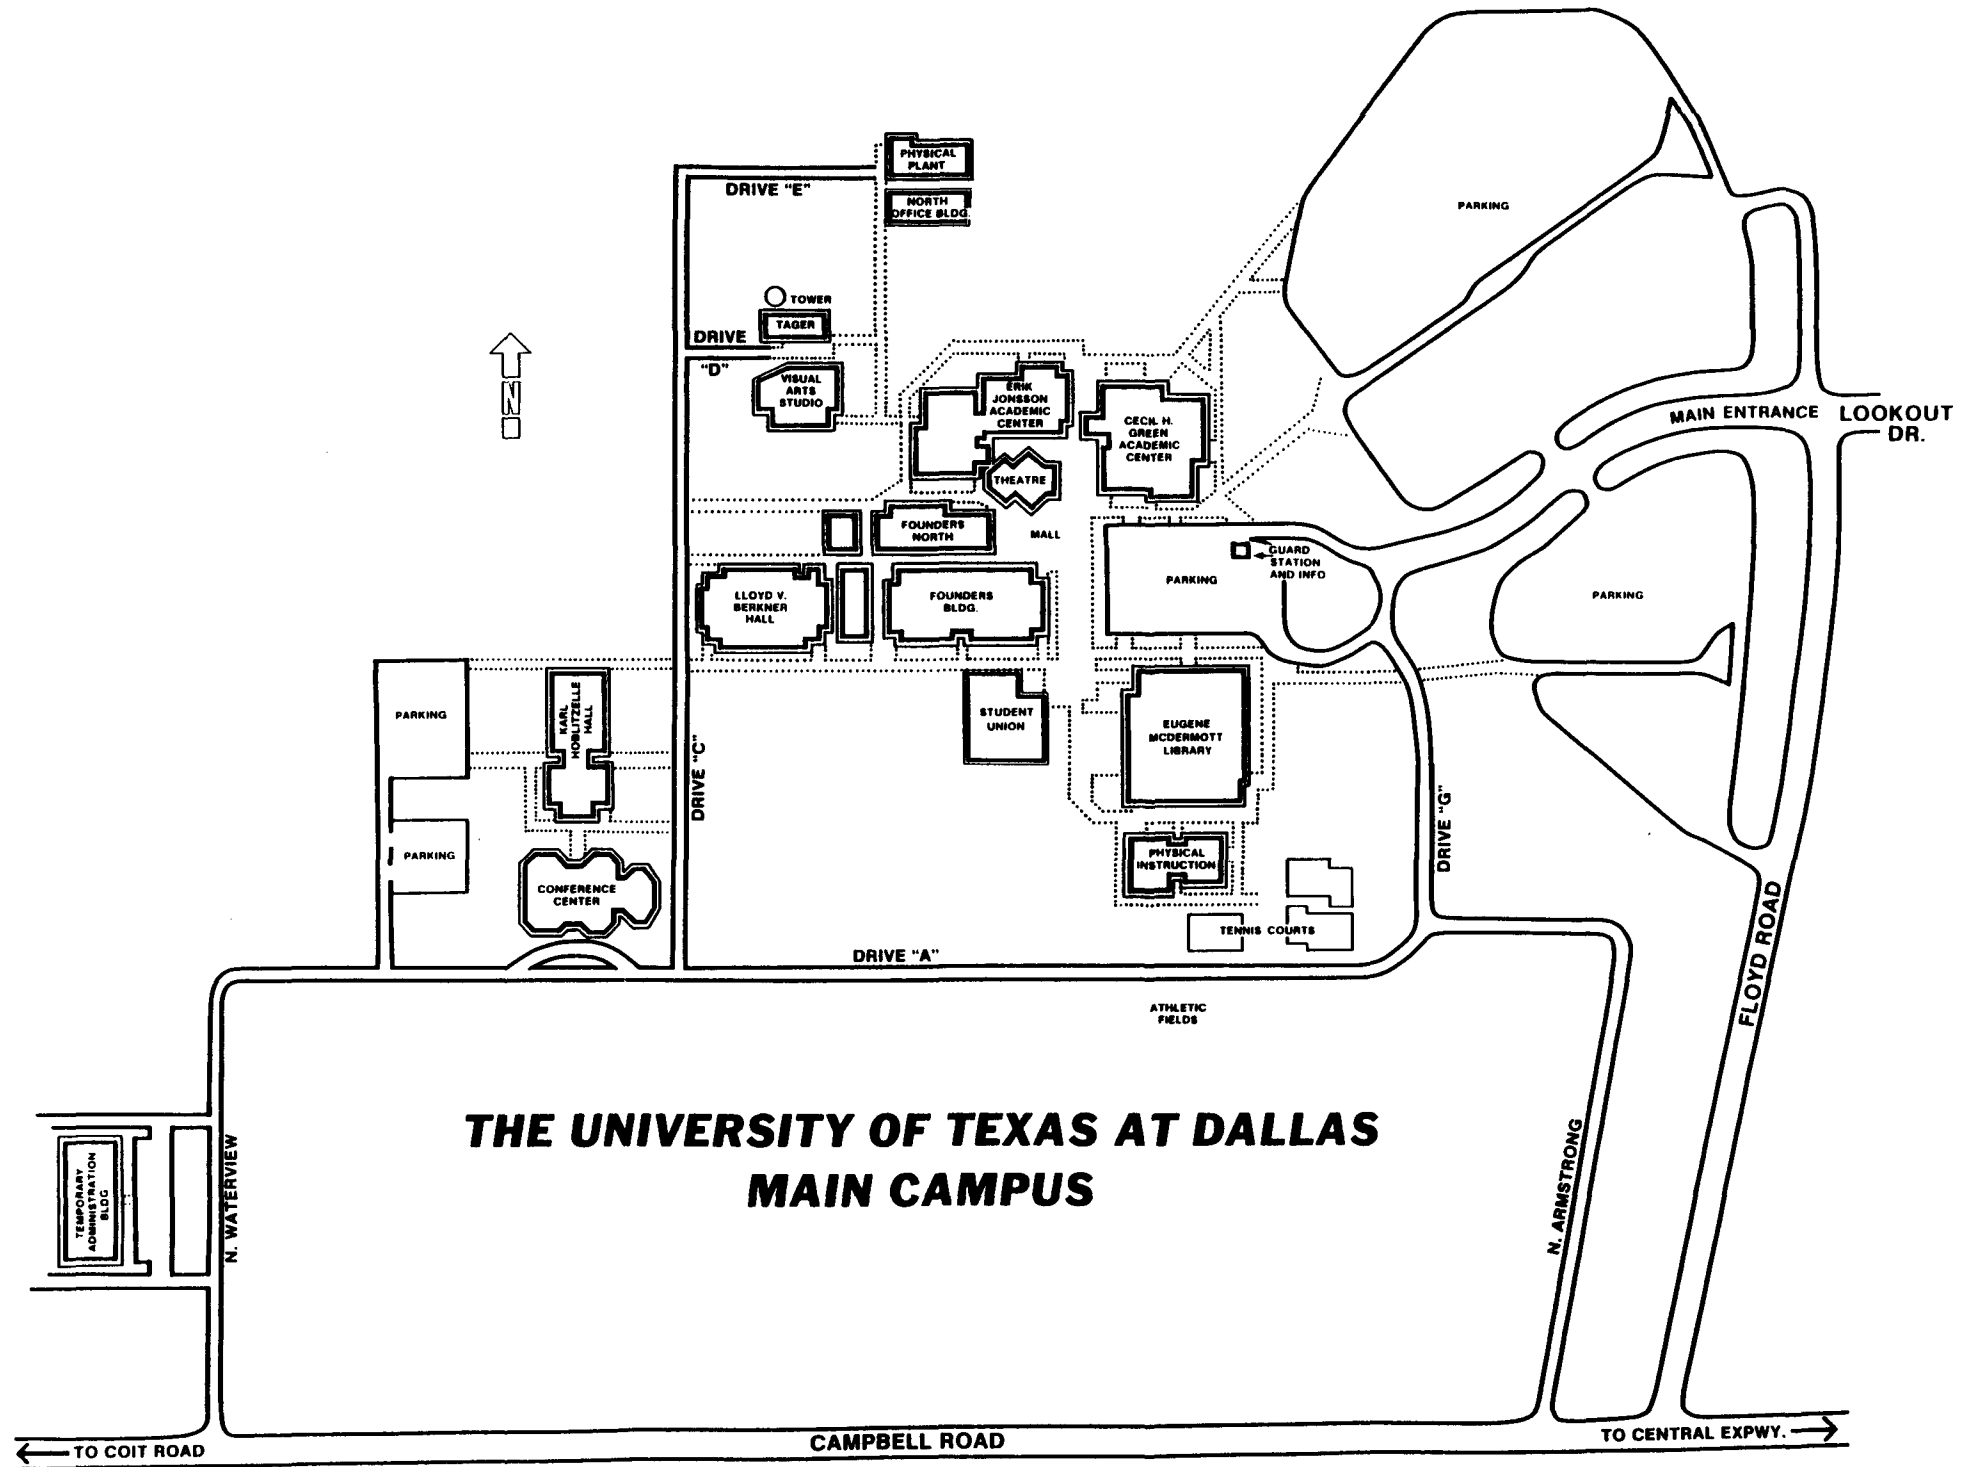 PHYSICAL
PLANT
DRIVE "E"
NORTH
OFFICE BLDG.
PARKING
TOWER
TAGER
DRIVE
"D"
VISUAL
ARTS
STUDIO
N
ERIK
JONSSON
ACADEMIC
CENTER
CECIL H.
GREEN
ACADEMIC
CENTER
MAIN ENTRANCE
LOOKOUT
DR.
THEATRE
FOUNDERS
NORTH
MALL
GUARD
STATION
AND INFO
PARKING
PARKING
LLOYD V.
BERKNER
HALL
FOUNDERS
BLDG.
PARKING
KARL
HOBLITZELLE
HALL
STUDENT
UNION
EUGENE
MCDERMOTT
LIBRARY
DRIVE "C"
DRIVE "G"
PARKING
PHYSICAL
INSTRUCTION
CONFERENCE
CENTER
TENNIS COURTS
DRIVE "A"
FLOYD ROAD
ATHLETIC
FIELDS
THE UNIVERSITY OF TEXAS AT DALLAS
MAIN CAMPUS
TEMPORARY
ADMINISTRATION
BLDG
N. WATERVIEW
N. ARMSTRONG
CAMPBELL ROAD
TO COIT ROAD
TO CENTRAL EXPWY.